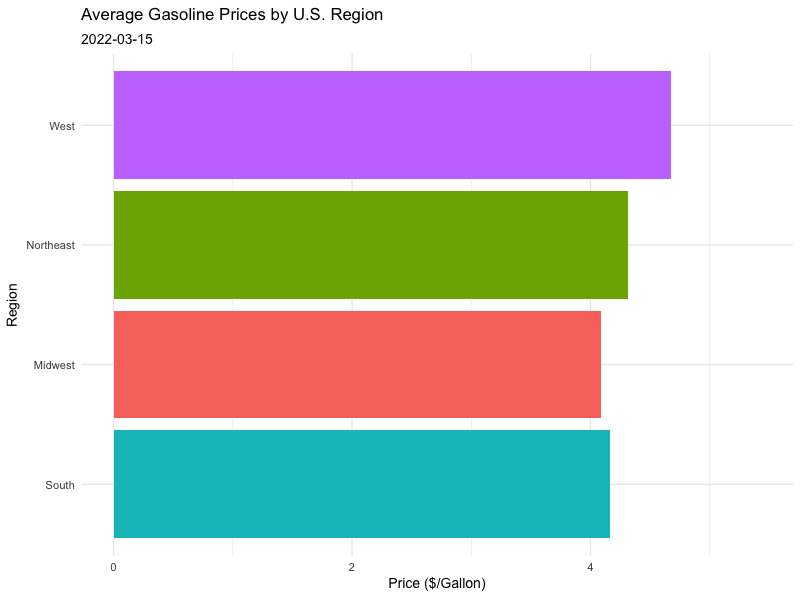 Average Gasoline Prices by U.S. Region
2022-03-15
West
Northeast
Midwest
South
Region
0
2
4
Price ($/Gallon)